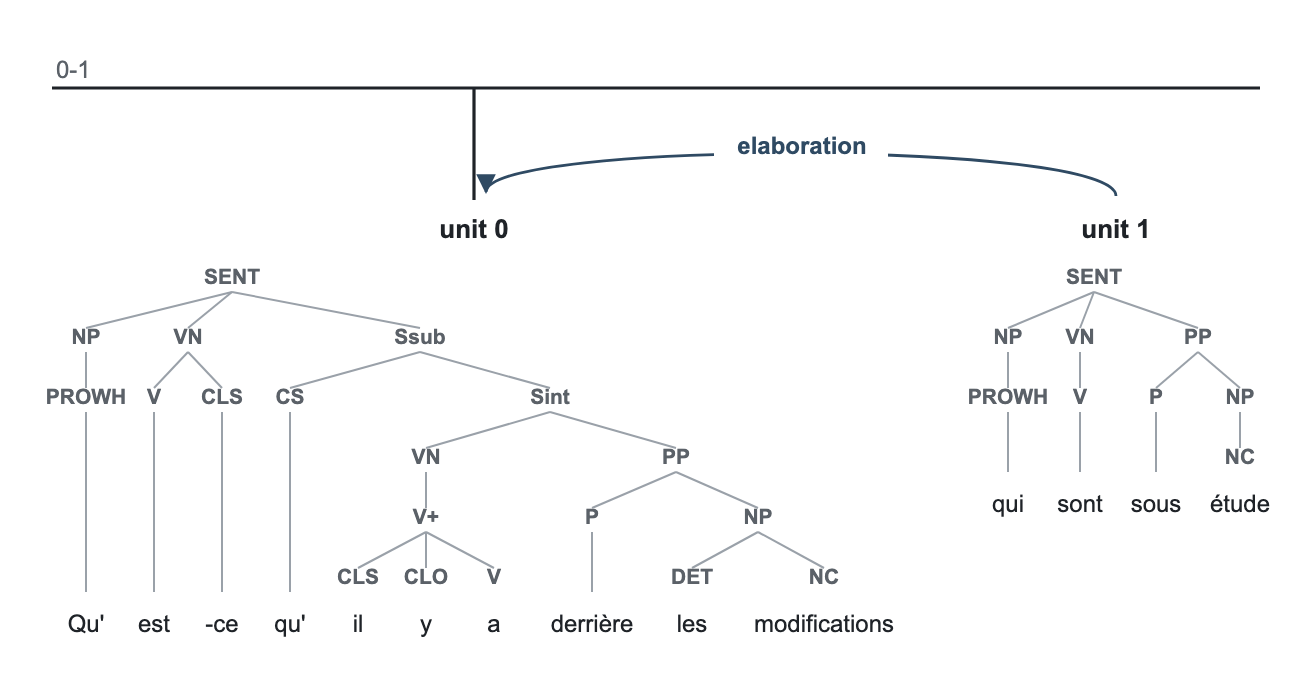 0-1
elaboration
unit 0 unit 1
SENT SENT
NP VN Ssub NP VN PP
PROWH V CLS CS Sint PROWH V P NP
VN PP NC
qui sont sous étude
V+ P NP
CLS CLO V DET NC
Qu' est -ce qu' il y a derrière les modifications